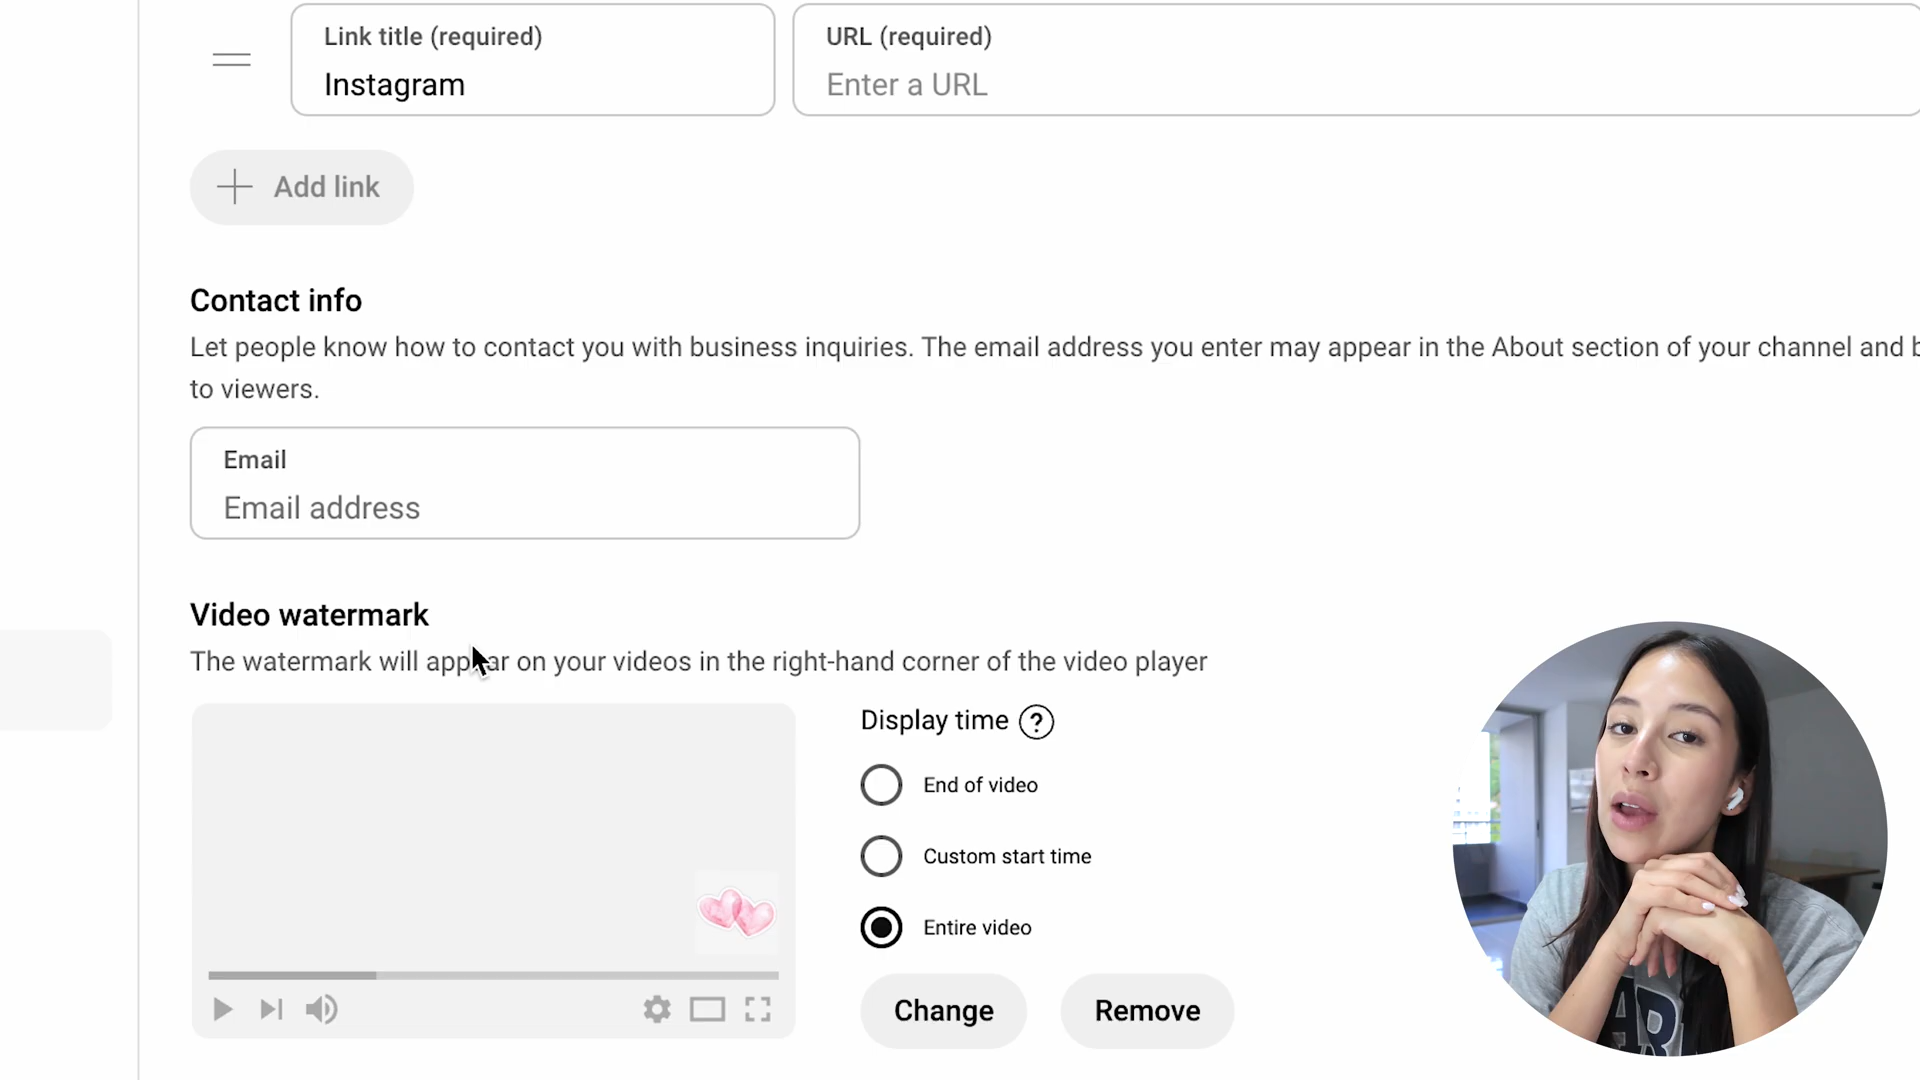 Link title (required)
Instagram
URL (required)
Enter a URL
Add link
Contact info
Let people know how to contact you with business inquiries. The email address you enter may appear in the About section of your channel and b
to viewers.
Email
Email address
Video watermark
The watermark will appear on your videos in the right-hand corner of the video player
Display time ?
End of video
Custom start time
Entire video
Change
Remove